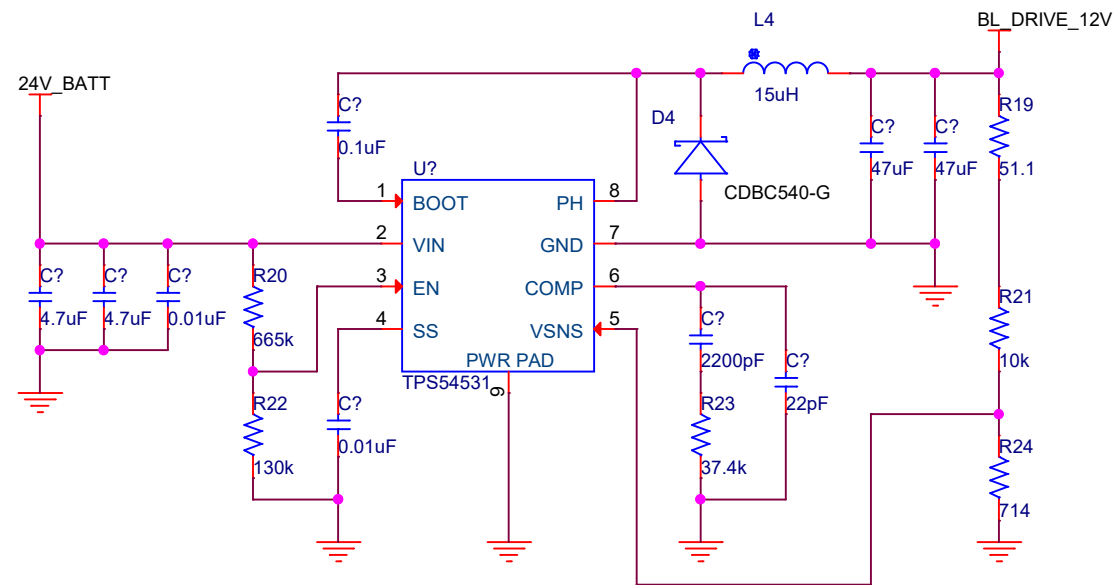 L4
BL_DRIVE_12V
24V_BATT
15uH
C?
0.1uF
D4
C?
47uF
C?
47uF
R19
51.1
CDBC540-G
U?
1
BOOT
PH
8
2
VIN
GND
7
3
EN
COMP
6
4
SS
VSNS
5
PWR PAD
TPS54531
9
C?
4.7uF
C?
4.7uF
C?
0.01uF
R20
665k
R21
10k
C?
2200pF
C?
22pF
R22
130k
C?
0.01uF
R23
37.4k
R24
714